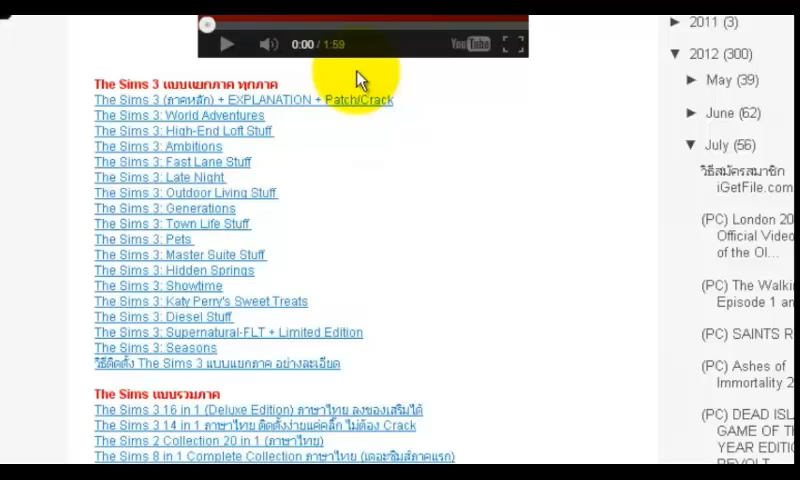 0:00 / 1:59
YouTube
The Sims 3 แบบแยกภาค ทุกภาค
The Sims 3 (ภาคหลัก) + EXPLANATION + Patch/Crack
The Sims 3: World Adventures
The Sims 3: High-End Loft Stuff
The Sims 3: Ambitions
The Sims 3: Fast Lane Stuff
The Sims 3: Late Night
The Sims 3: Outdoor Living Stuff
The Sims 3: Generations
The Sims 3: Town Life Stuff
The Sims 3: Pets
The Sims 3: Master Suite Stuff
The Sims 3: Hidden Springs
The Sims 3: Showtime
The Sims 3: Katy Perry's Sweet Treats
The Sims 3: Diesel Stuff
The Sims 3: Supernatural-FLT + Limited Edition
The Sims 3: Seasons
วิธีติดตั้ง The Sims 3 แบบแยกภาค อย่างละเอียด
The Sims แบบรวมภาค
The Sims 3 16 in 1 (Deluxe Edition) ภาษาไทย ลงของเสริมได้
The Sims 3 14 in 1 ภาษาไทย ติดตั้งง่ายแค่คลิ๊ก ไม่ต้อง Crack
The Sims 2 Collection 20 in 1 (ภาษาไทย)
The Sims 8 in 1 Complete Collection ภาษาไทย (เดอะซิมส์ภาคแรก)
► 2011 (3)
▼ 2012 (300)
► May (39)
► June (62)
▼ July (56)
วิธีสมัครสมาชิก
iGetFile.com
(PC) London 20
Official Video
of the Ol...
(PC) The Walki
Episode 1 an
(PC) SAINTS R
(PC) Ashes of
Immortality 2
(PC) DEAD ISL
GAME OF TH
YEAR EDITIO
REVOLT